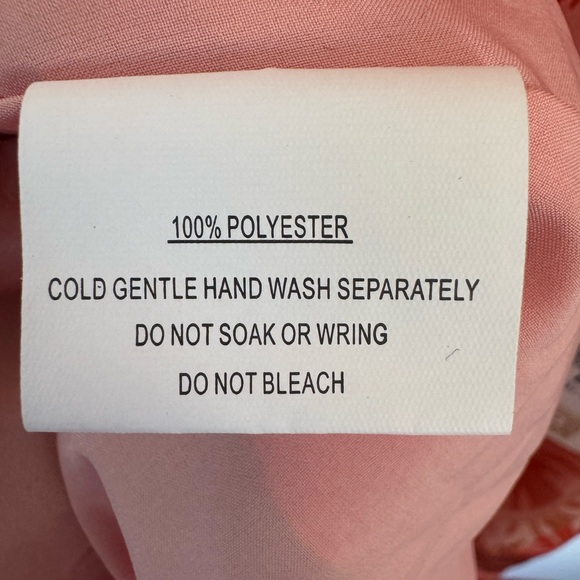 100% POLYESTER
COLD GENTLE HAND WASH SEPARATELY
DO NOT SOAK OR WRING
DO NOT BLEACH